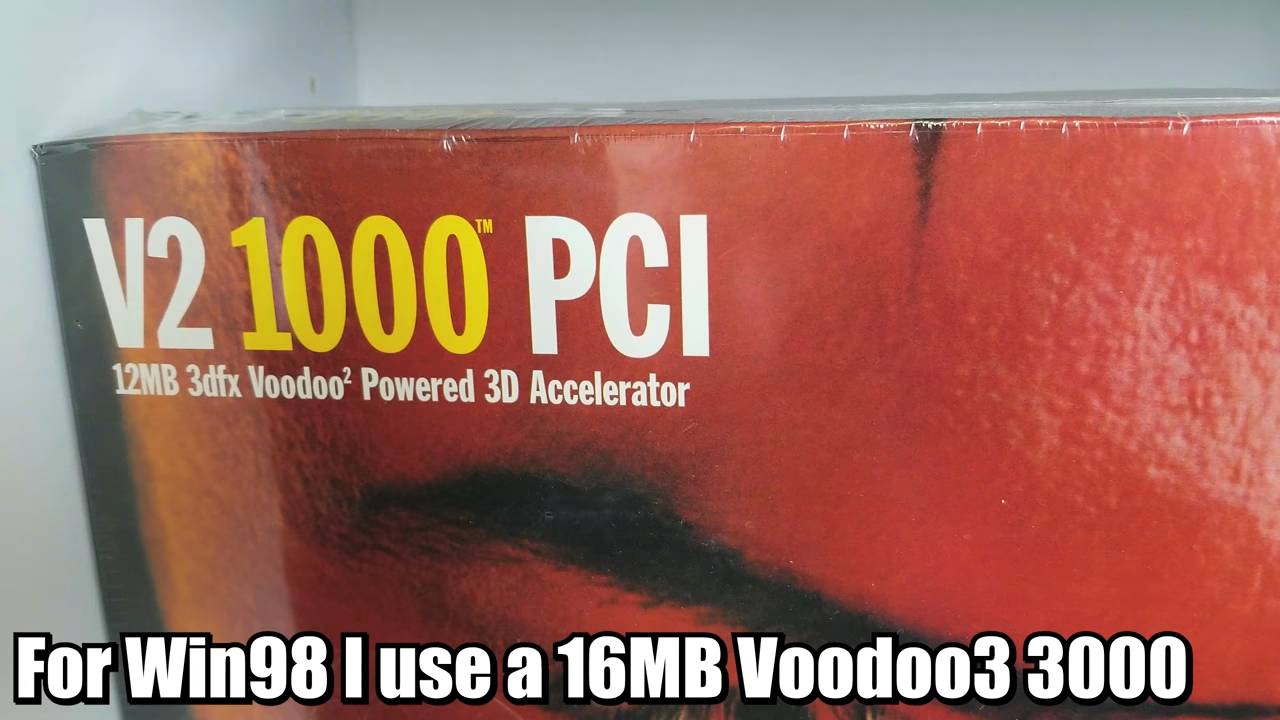 V2 1000™ PCI
12MB 3dfx Voodoo² Powered 3D Accelerator
For Win98 I use a 16MB Voodoo3 3000